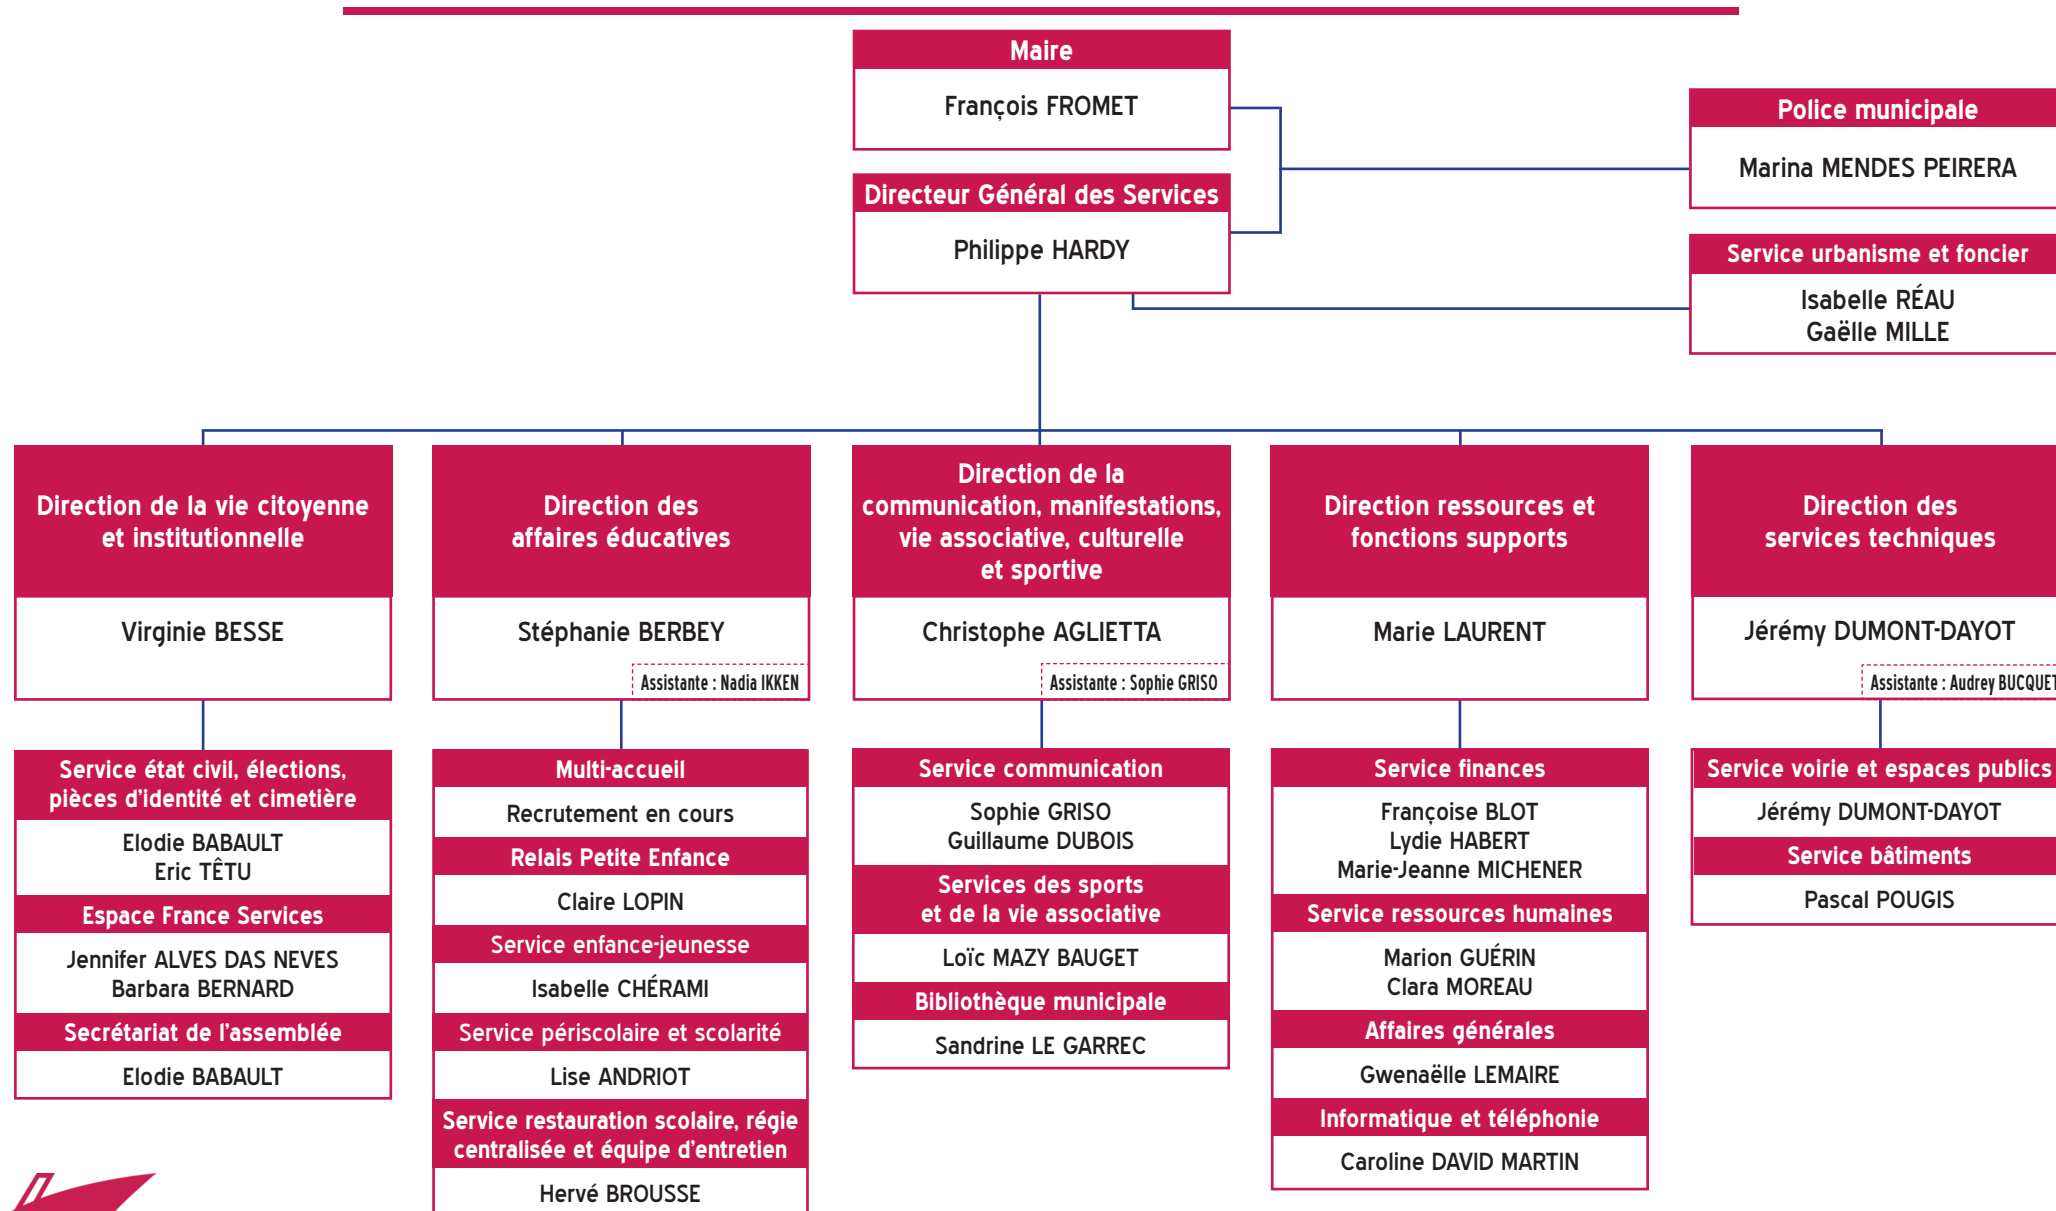 Maire
François FROMET
Police municipale
Marina MENDES PEIRERA
Directeur Général des Services
Philippe HARDY
Service urbanisme et foncier
Isabelle RÉAU
Gaëlle MILLE
Direction de la vie citoyenne
et institutionnelle
Virginie BESSE
Service état civil, élections,
pièces d'identité et cimetière
Elodie BABAULT
Eric TÊTU
Espace France Services
Jennifer ALVES DAS NEVES
Barbara BERNARD
Secrétariat de l'assemblée
Elodie BABAULT
Direction des
affaires éducatives
Stéphanie BERBEY
Assistante : Nadia IKKEN
Multi-accueil
Recrutement en cours
Relais Petite Enfance
Claire LOPIN
Service enfance-jeunesse
Isabelle CHÉRAMI
Service périscolaire et scolarité
Lise ANDRIOT
Service restauration scolaire, régie
centralisée et équipe d'entretien
Hervé BROUSSE
Direction de la
communication, manifestations,
vie associative, culturelle
et sportive
Christophe AGLIETTA
Assistante : Sophie GRISO
Service communication
Sophie GRISO
Guillaume DUBOIS
Services des sports
et de la vie associative
Loïc MAZY BAUGET
Bibliothèque municipale
Sandrine LE GARREC
Direction ressources et
fonctions supports
Marie LAURENT
Service finances
Françoise BLOT
Lydie HABERT
Marie-Jeanne MICHENER
Service ressources humaines
Marion GUÉRIN
Clara MOREAU
Affaires générales
Gwenaëlle LEMAIRE
Informatique et téléphonie
Caroline DAVID MARTIN
Direction des
services techniques
Jérémy DUMONT-DAYOT
Assistante : Audrey BUCQUET
Service voirie et espaces publics
Jérémy DUMONT-DAYOT
Service bâtiments
Pascal POUGIS